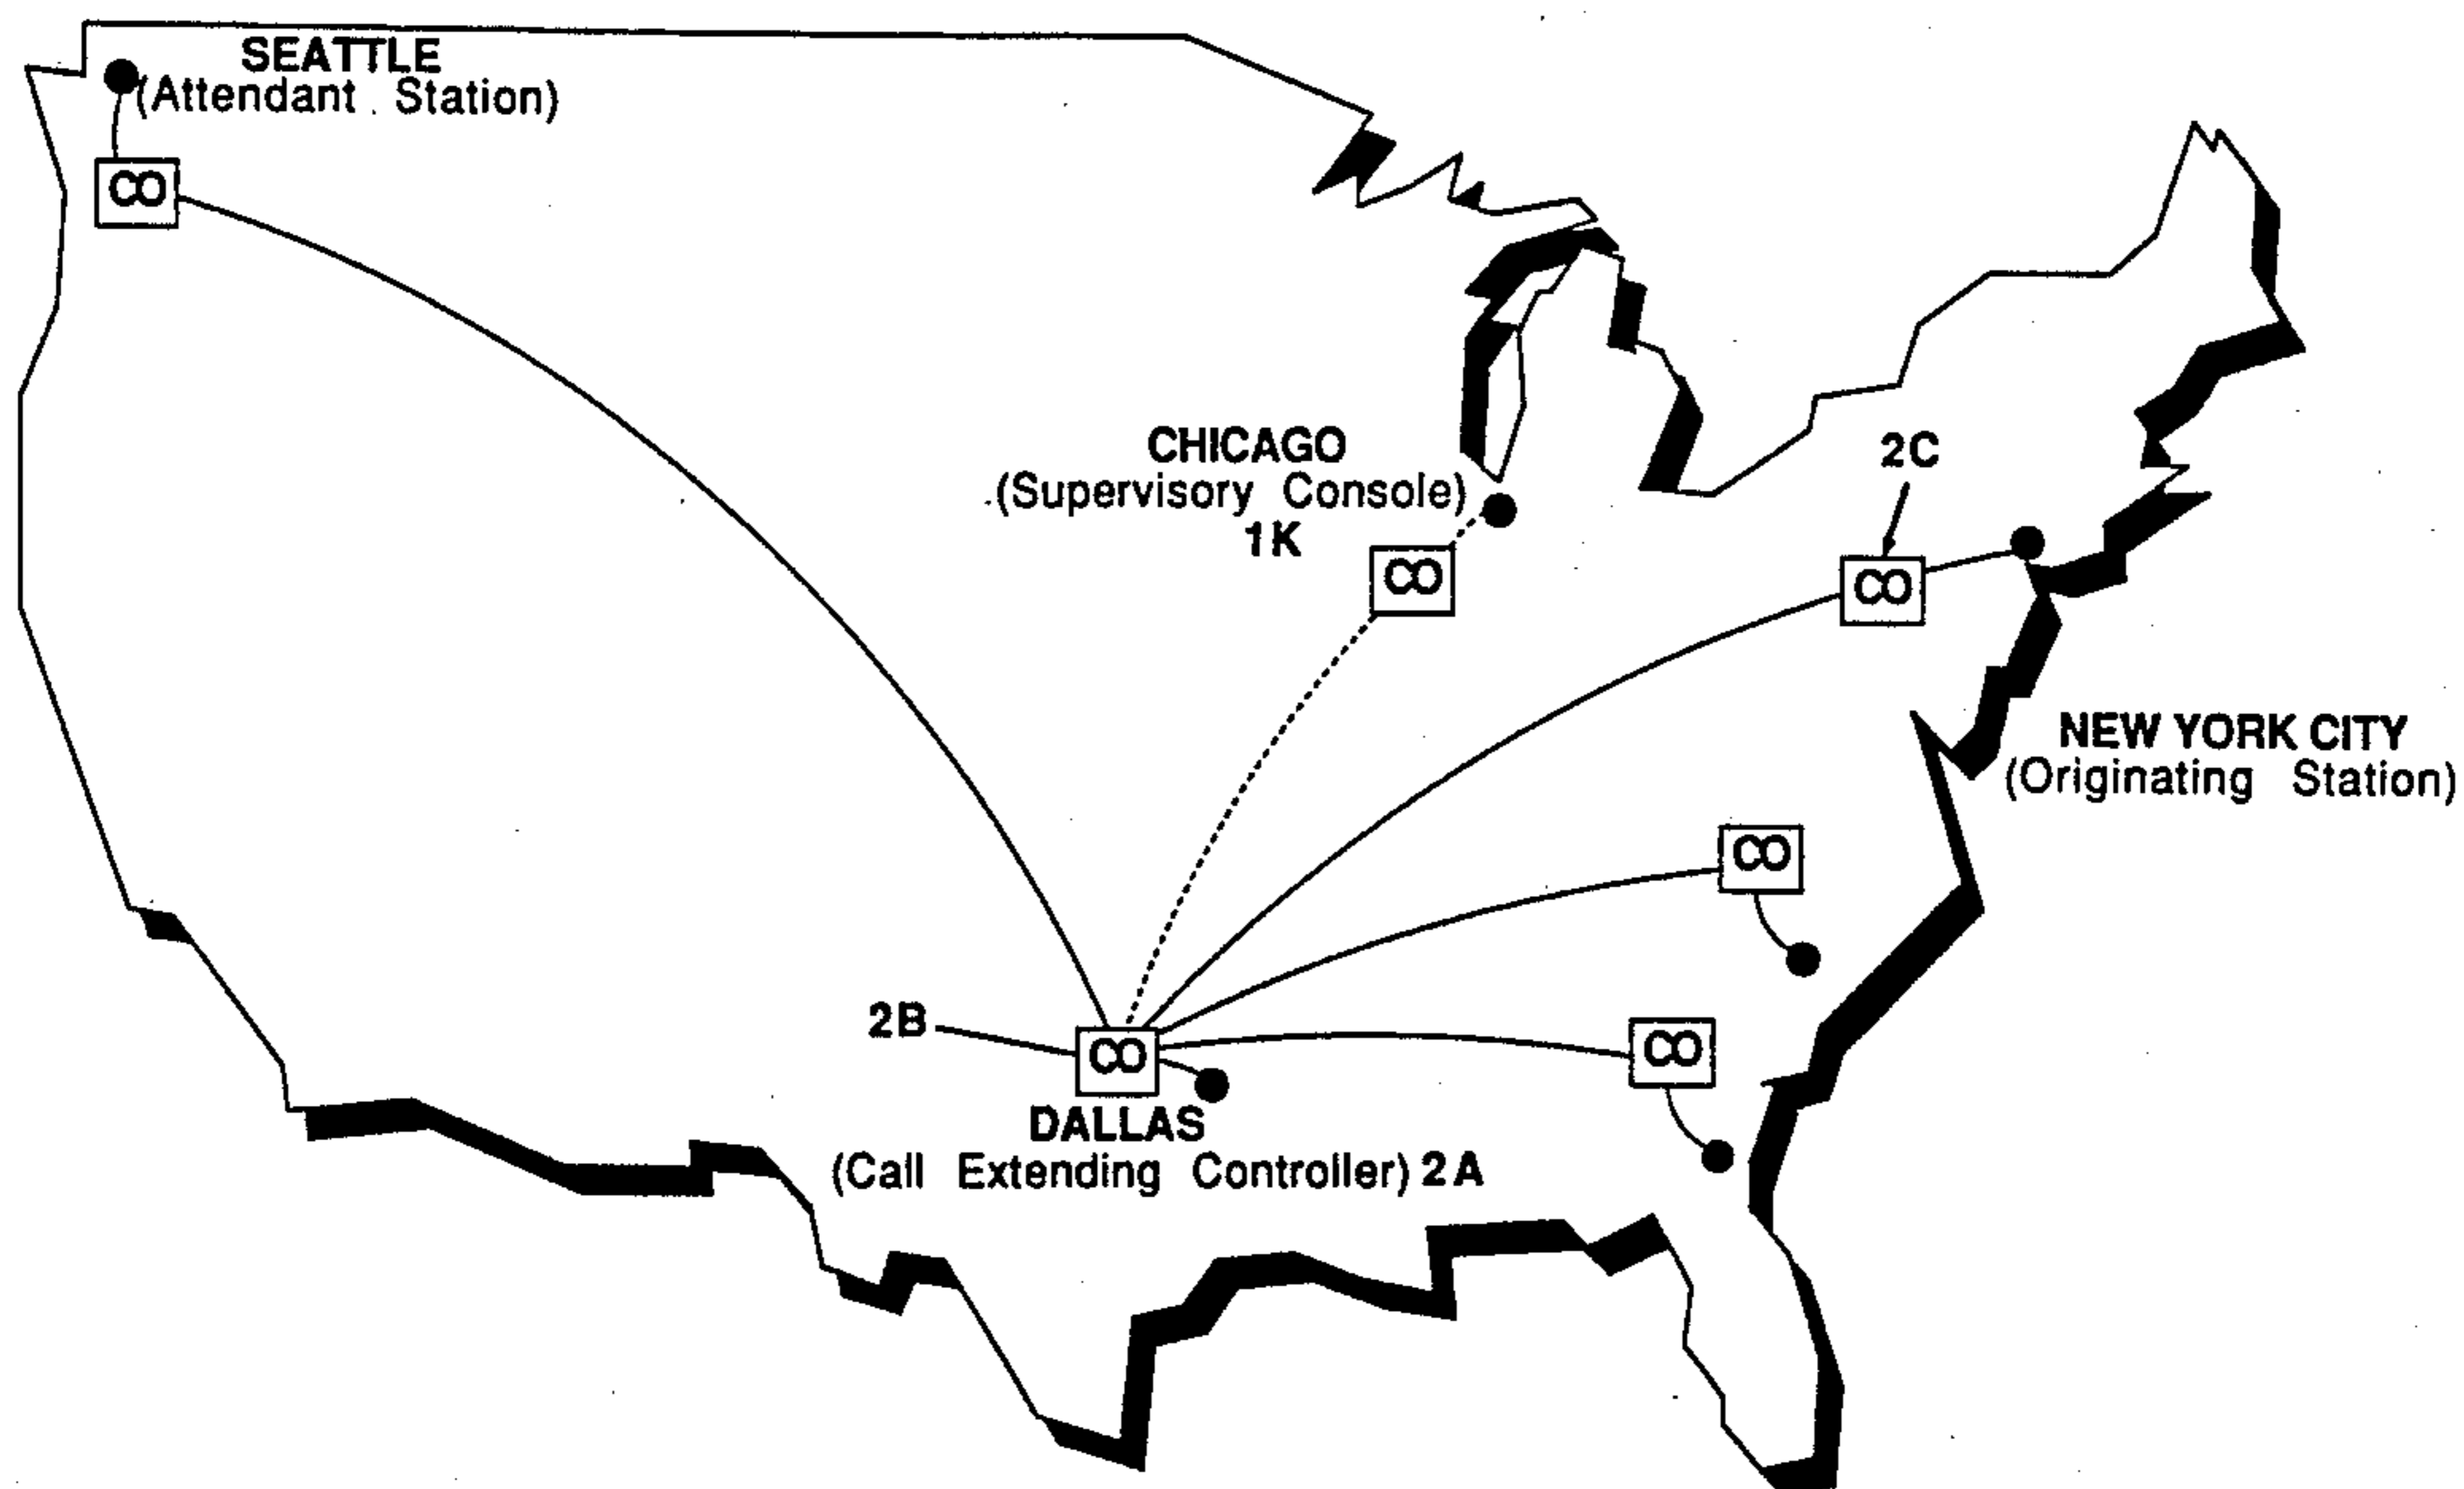 SEATTLE
(Attendant Station)
CO
CHICAGO
(Supervisory Console)
1K
CO
2C
CO
NEW YORK CITY
(Originating Station)
CO
2B
CO
CO
DALLAS
(Call Extending Controller) 2A